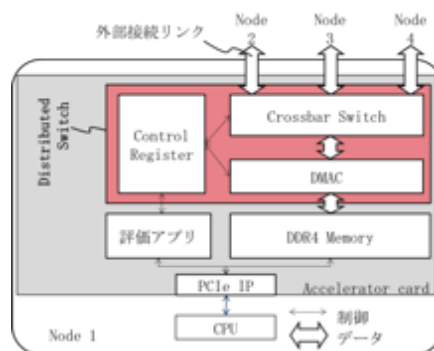 外部接続リンク
Node
2
Node
3
Node
4
Distributed
Switch
Control
Register
Crossbar Switch
DMAC
評価アプリ
DDR4 Memory
PCIe IP
Accelerator card
CPU
Node 1
制御
データ